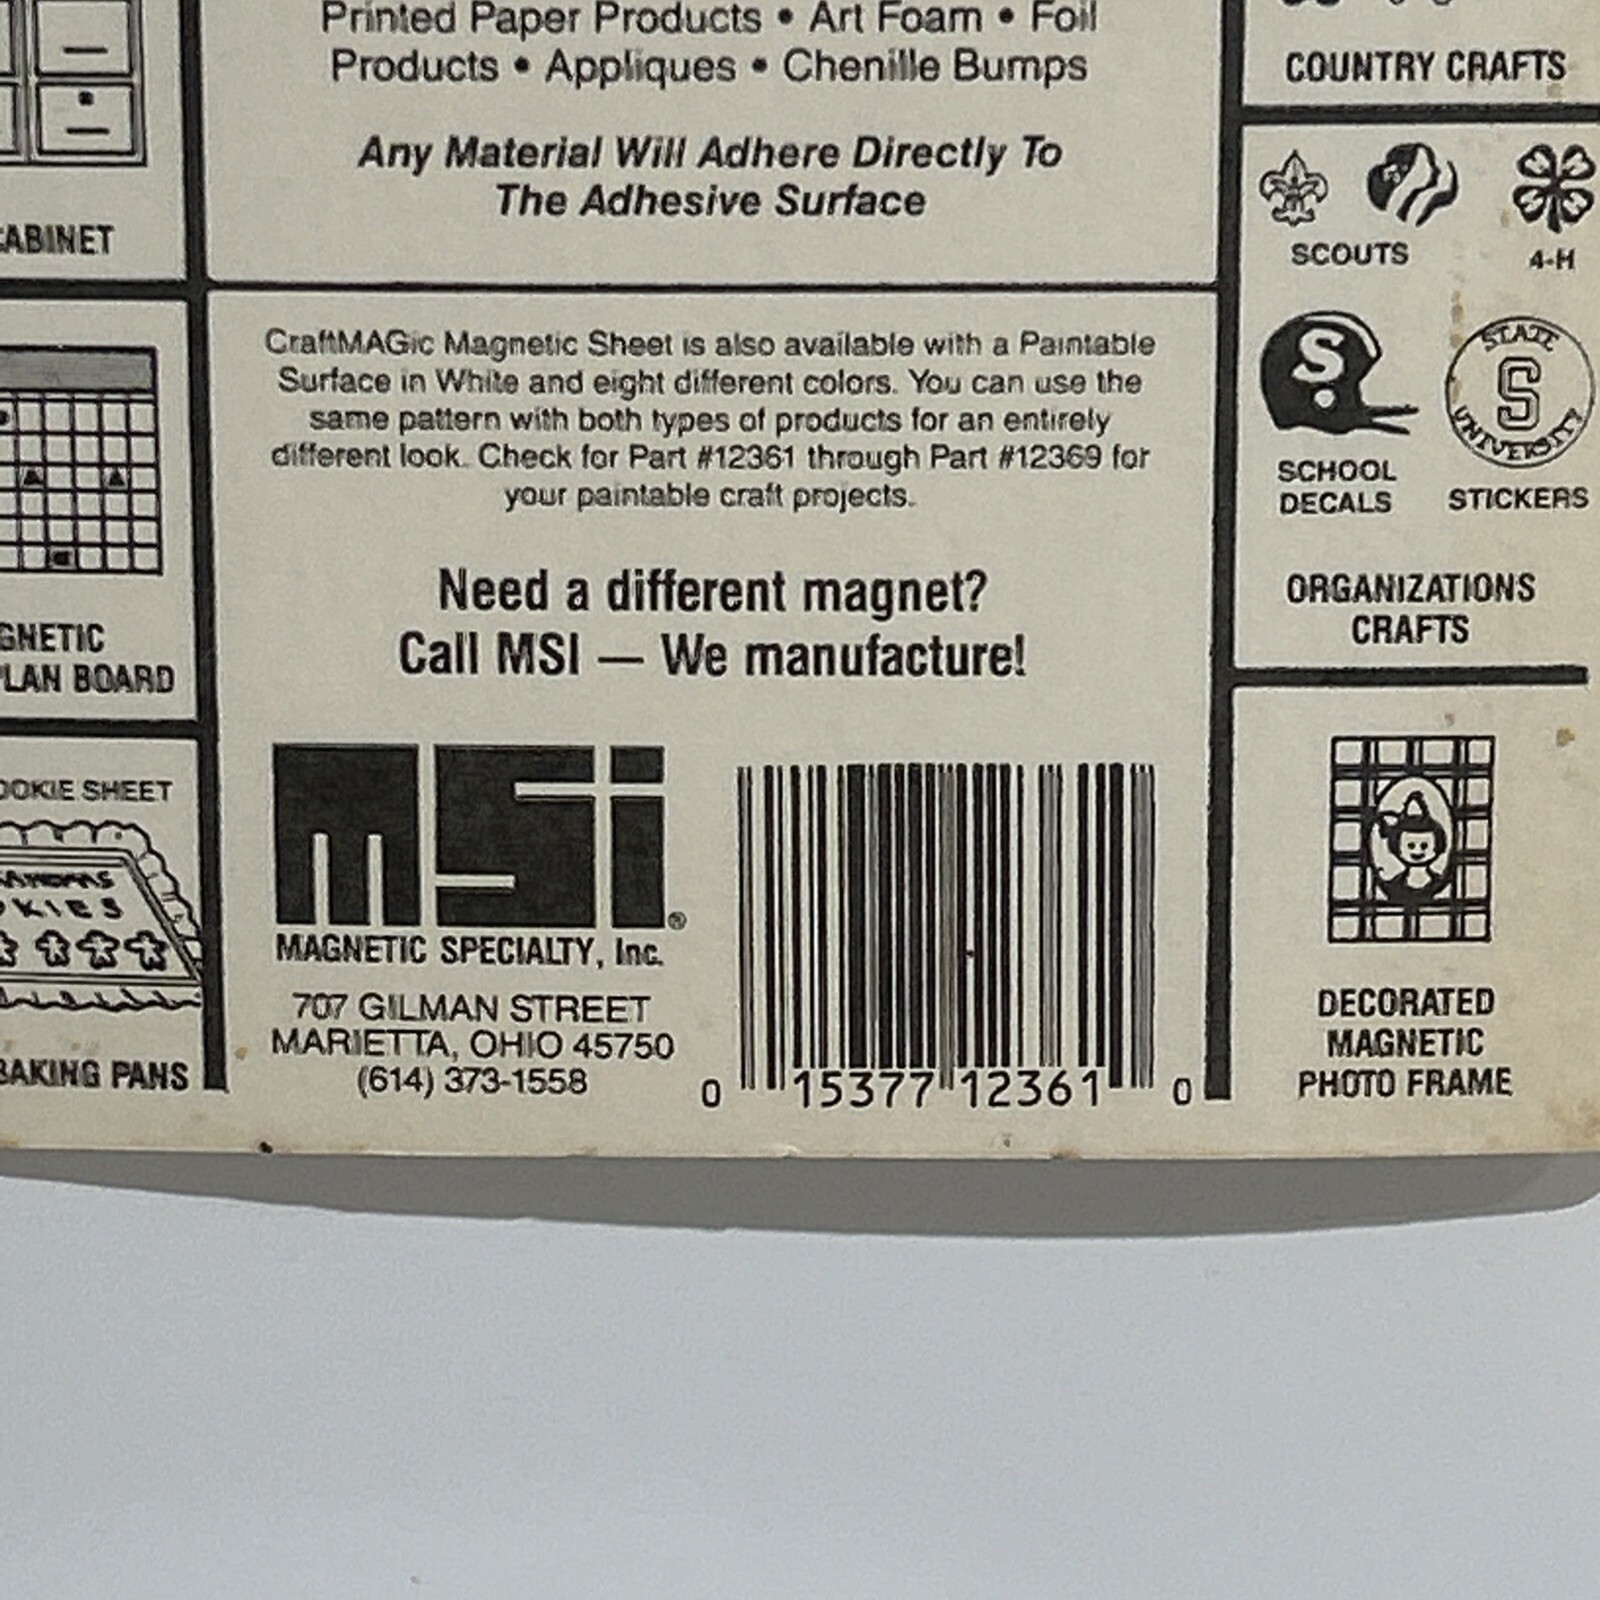 Printed Paper Products • Art Foam • Foil
Products • Appliques • Chenille Bumps
Any Material Will Adhere Directly To
The Adhesive Surface
CraftMAGic Magnetic Sheet is also available with a Paintable
Surface in White and eight different colors. You can use the
same pattern with both types of products for an entirely
different look. Check for Part #12361 through Part #12369 for
your paintable craft projects.
Need a different magnet?
Call MSI — We manufacture!
msi®
MAGNETIC SPECIALTY, Inc.
707 GILMAN STREET
MARIETTA, OHIO 45750
(614) 373-1558
0 15377 12361 0
CABINET
GNETIC
PLAN BOARD
OOKIE SHEET
KIES
BAKING PANS
COUNTRY CRAFTS
SCOUTS
4-H
S
SCHOOL
DECALS
STATE
S
UNIVERSITY
STICKERS
ORGANIZATIONS
CRAFTS
DECORATED
MAGNETIC
PHOTO FRAME